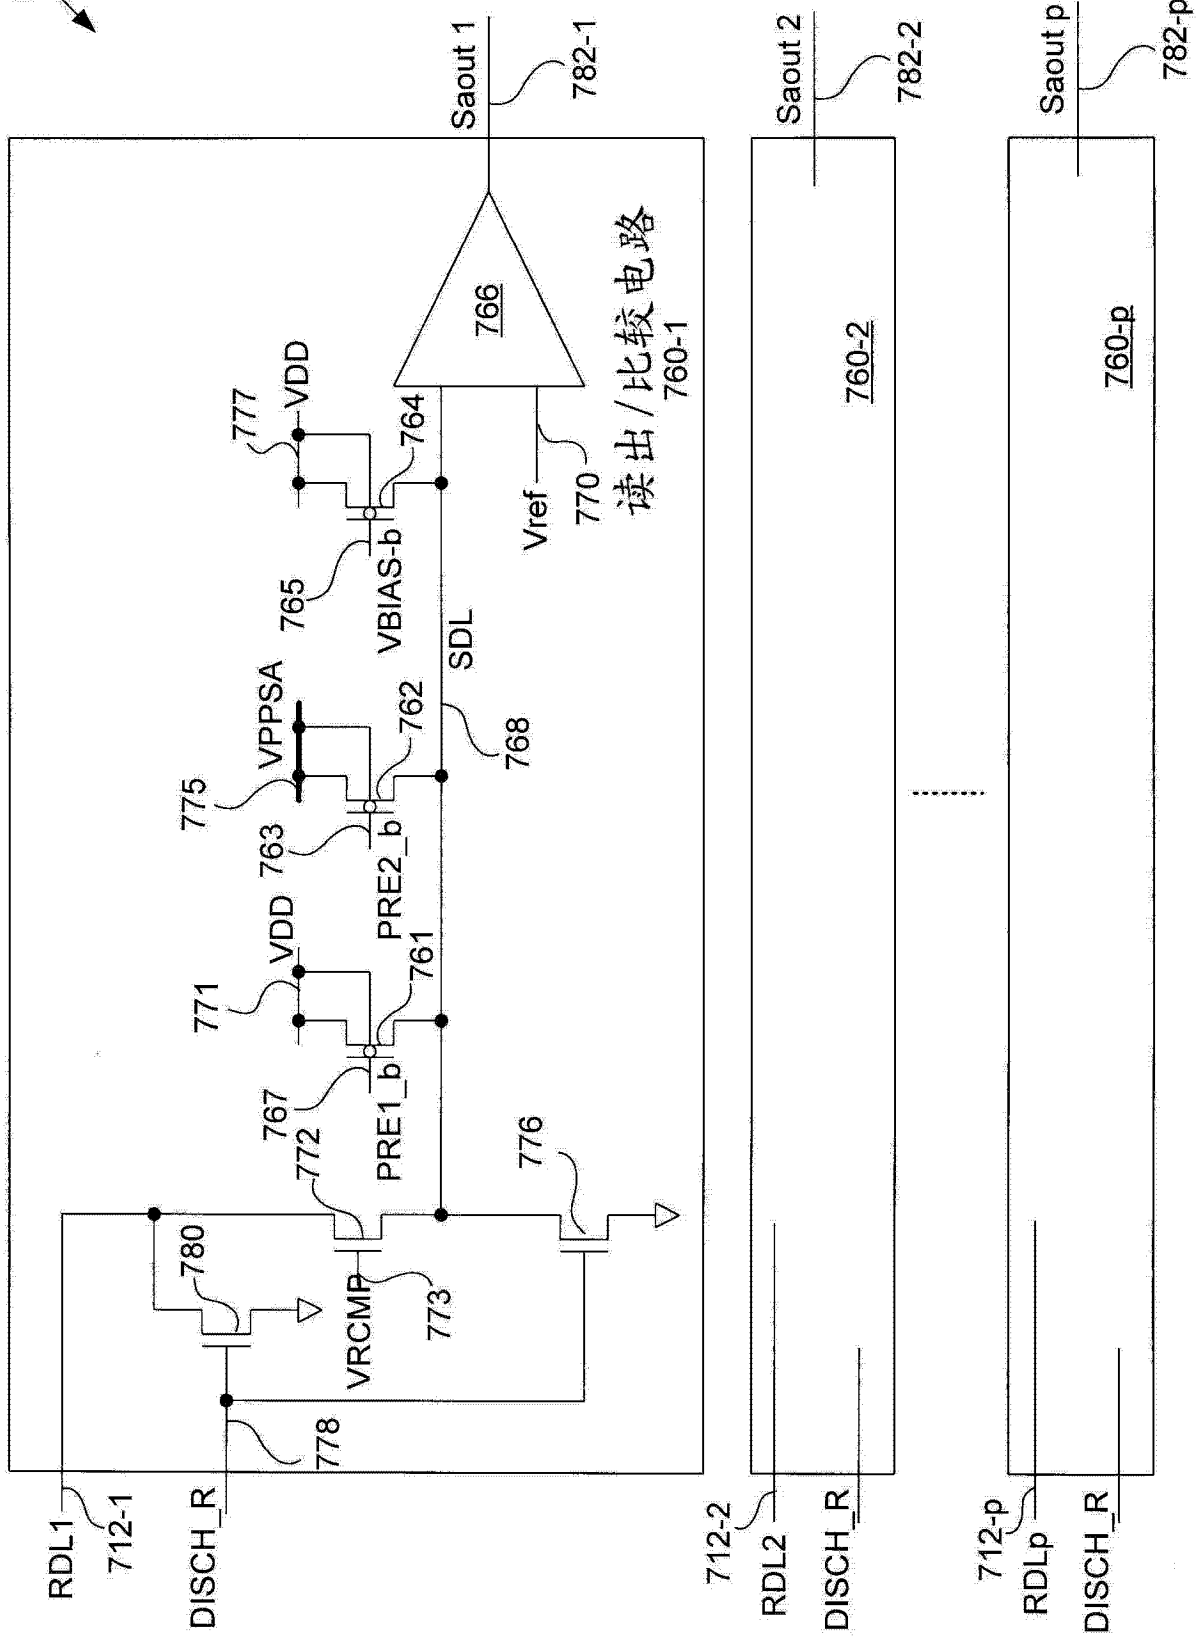 RDL1
712-1
DISCH_R
778
780
VRCMP
773
772
776
767
PRE1_b
761
771
VDD
763
PRE2_b
762
775
VPPSA
768
SDL
765
VBIAS-b
764
777
VDD
Vref
770
766
读出/比较电路
760-1
Saout 1
782-1
712-2
RDL2
DISCH_R
760-2
Saout 2
782-2
712-p
RDLp
DISCH_R
760-p
Saout p
782-p